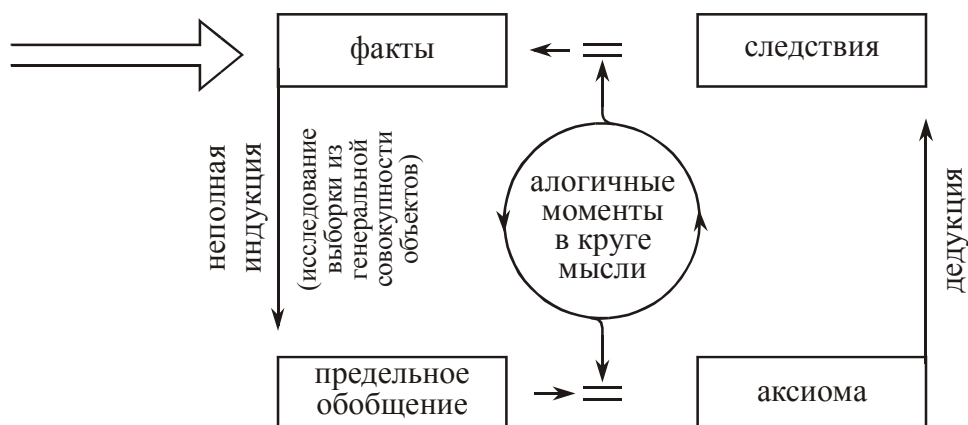 факты
следствия
неполная
индукция
(исследование
выборки из
генеральной
совокупности
объектов)
алогичные
моменты
в круге
мысли
дедукция
предельное
обобщение
аксиома